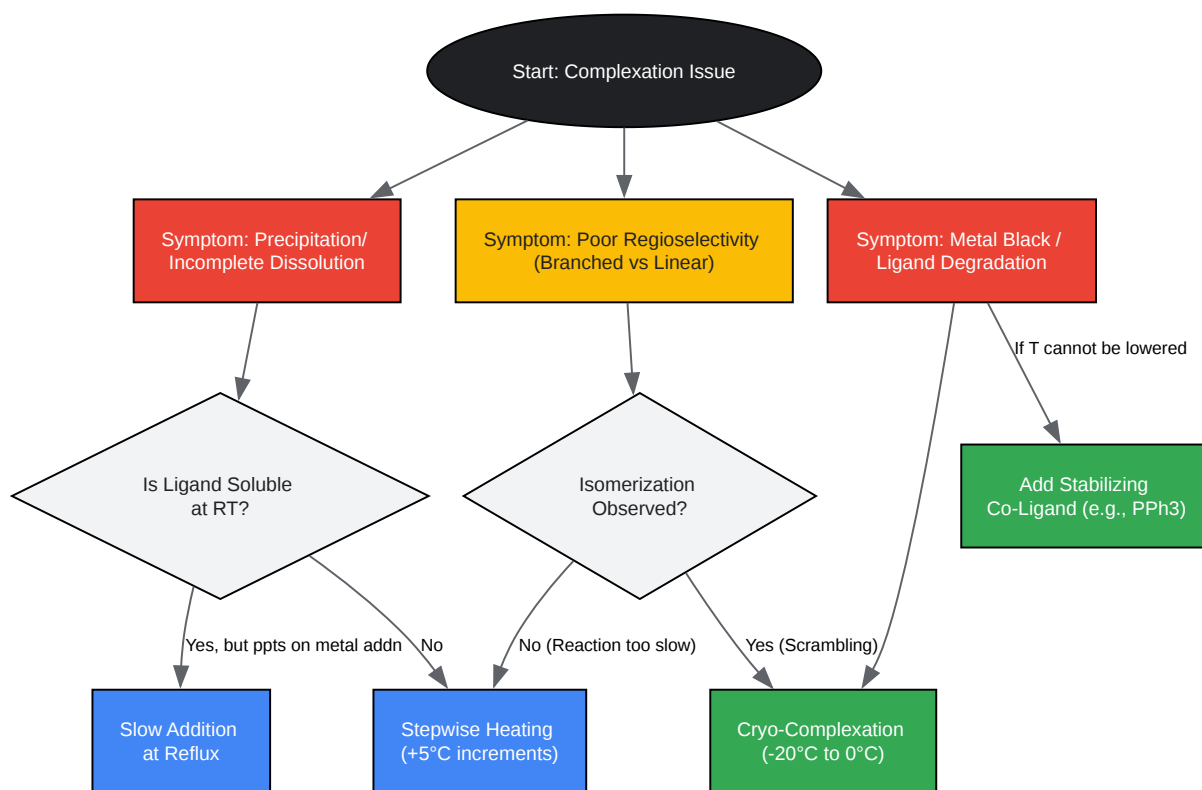 Start: Complexation Issue
Symptom: Precipitation/
Incomplete Dissolution
Symptom: Poor Regioselectivity
(Branched vs Linear)
Symptom: Metal Black /
Ligand Degradation
If T cannot be lowered
Is Ligand Soluble
at RT?
Isomerization
Observed?
Add Stabilizing
Co-Ligand (e.g., PPh3)
Yes, but ppts on metal addn
No
No (Reaction too slow)
Yes (Scrambling)
Slow Addition
at Reflux
Stepwise Heating
(+5°C increments)
Cryo-Complexation
(-20°C to 0°C)